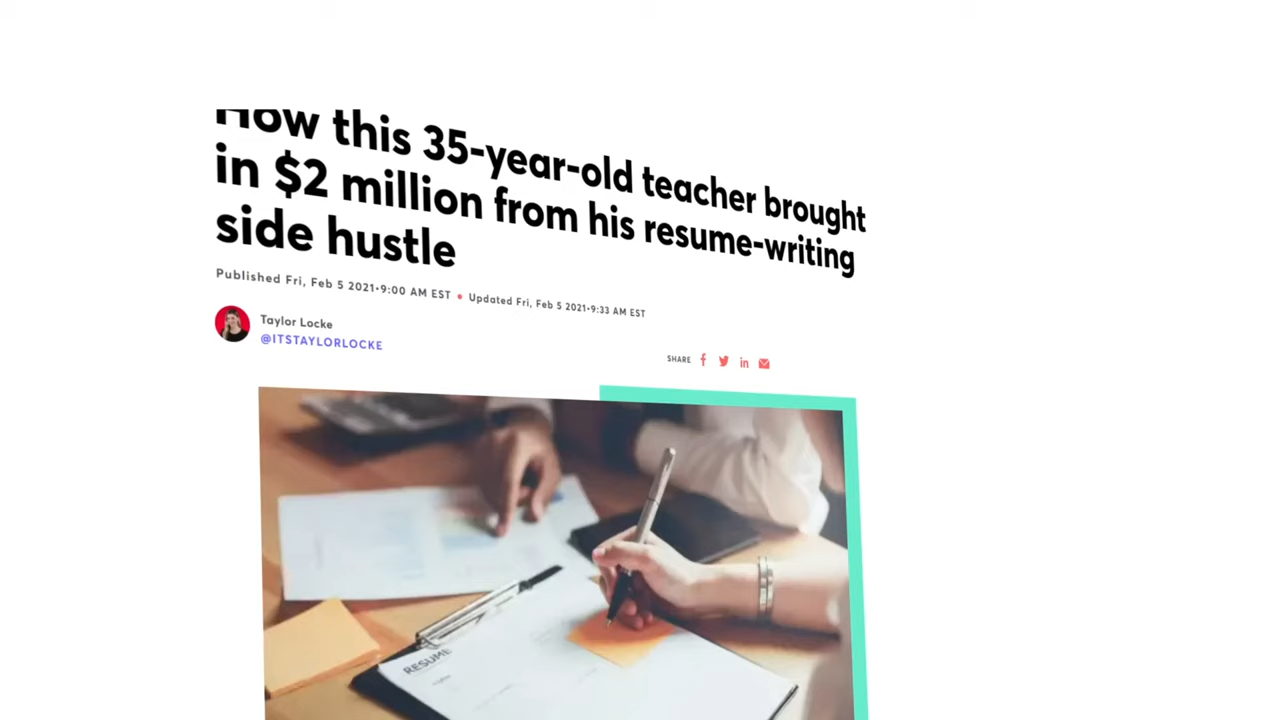 How this 35-year-old teacher brought
in $2 million from his resume-writing
side hustle
Published Fri, Feb 5 2021•9:00 AM EST • Updated Fri, Feb 5 2021•9:33 AM EST
Taylor Locke
@ITSTAYLORLOCKE
SHARE
RESUME